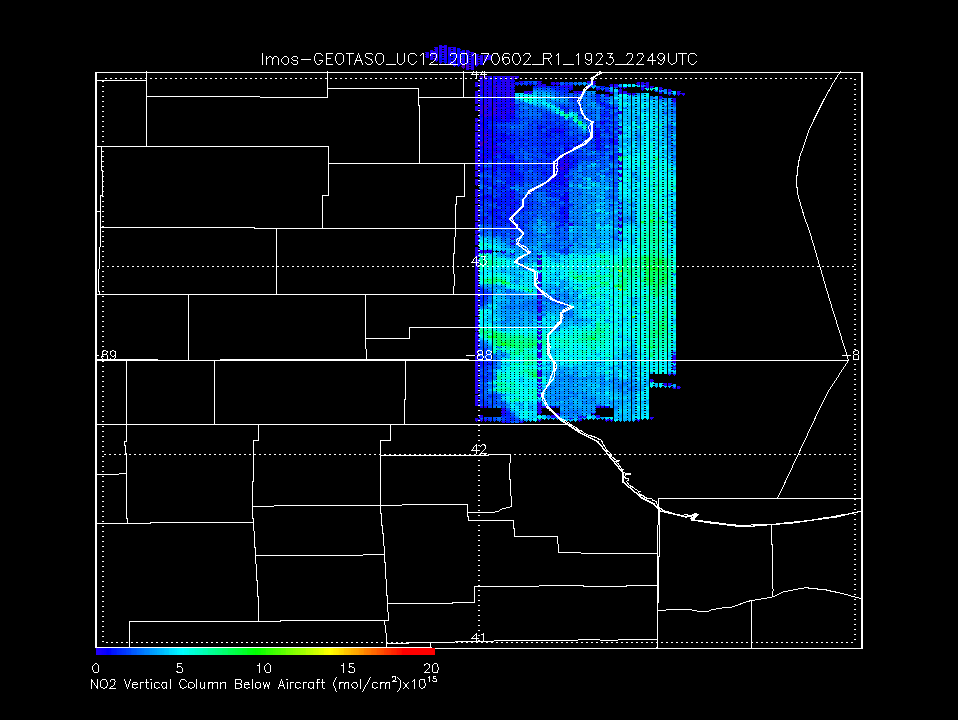 lmos-GEOTASO_UC12_20170602_R1_1923_2249UTC
44
43
-89 -88 -8
42
41
0 5 10 15 20
NO2 Vertical Column Below Aircraft (mol/cm²)x10¹⁵